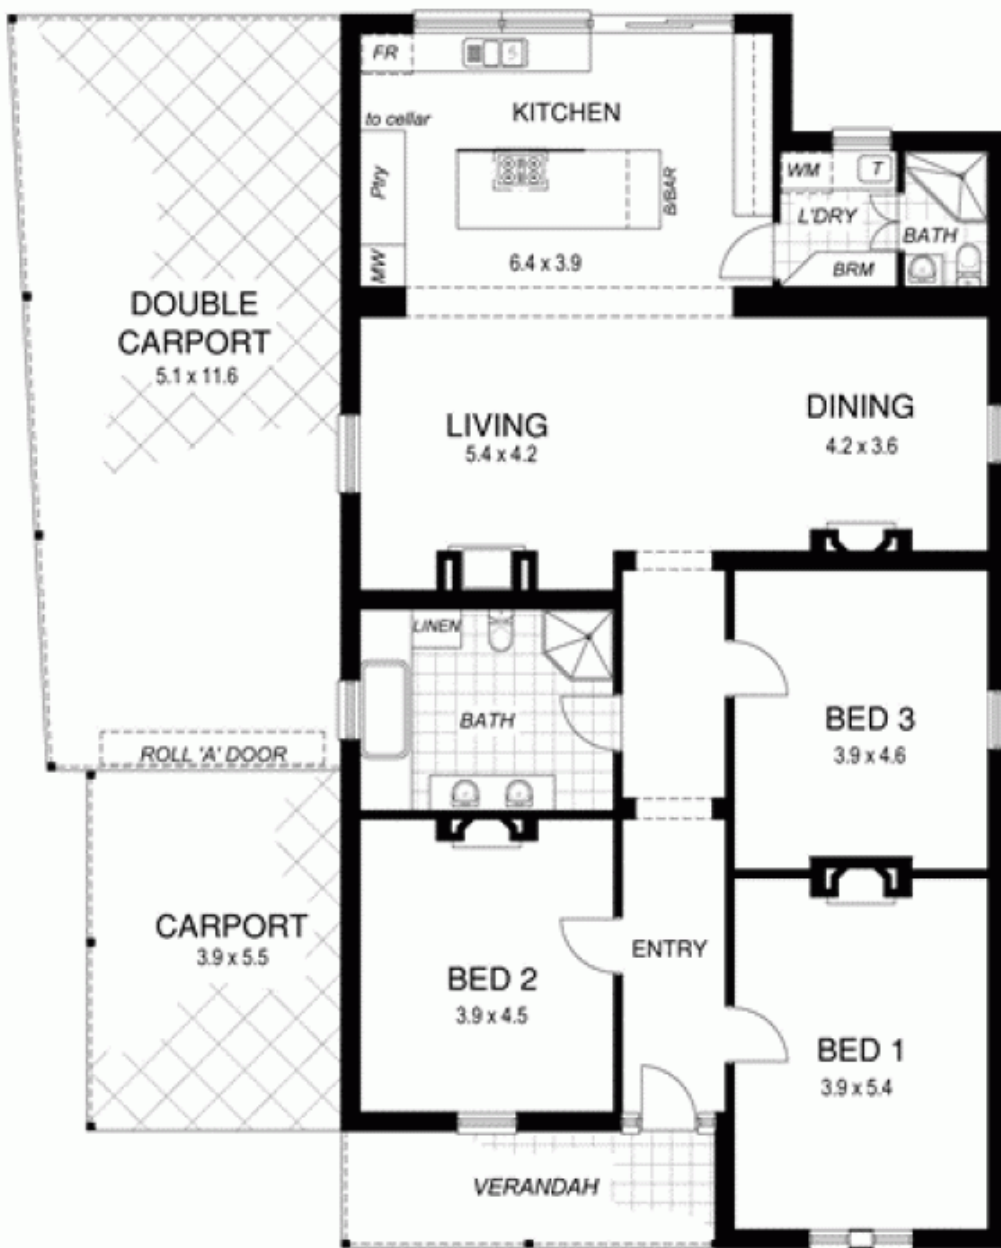 FR
S
KITCHEN
to cellar
Ptry
B/BAR
MW
6.4 x 3.9
WM
T
L'DRY
BATH
BRM
DOUBLE
CARPORT
5.1 x 11.6
LIVING
5.4 x 4.2
DINING
4.2 x 3.6
LINEN
BATH
BED 3
3.9 x 4.6
ROLL 'A' DOOR
CARPORT
3.9 x 5.5
BED 2
3.9 x 4.5
ENTRY
BED 1
3.9 x 5.4
VERANDAH